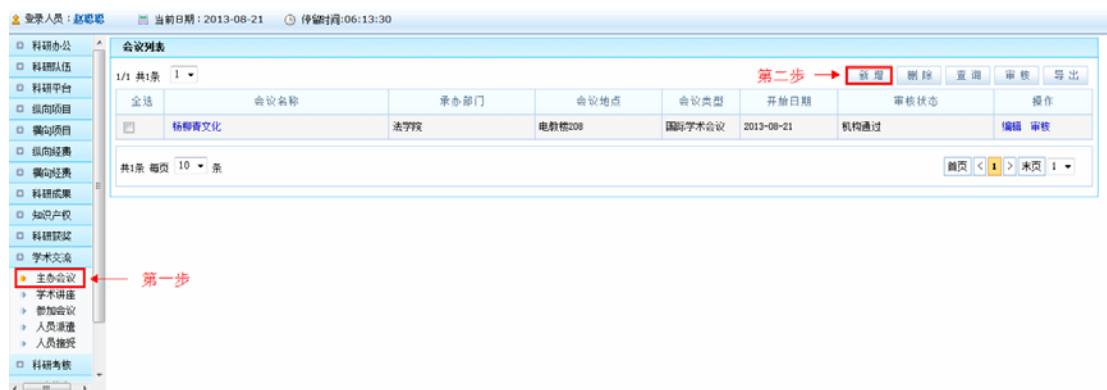 登录人员：赵聪聪 当前日期：2013-08-21 停留时间:06:13:30
科研办公
科研队伍
科研平台
纵向项目
横向项目
纵向经费
横向经费
科研成果
知识产权
科研获奖
学术交流
主办会议
学术讲座
参加会议
人员派遣
人员接受
科研考核
第一步
会议列表
1/1 共1条 1
第二步
新增 删除 查询 审核 导出
全选 会议名称 承办部门 会议地点 会议类型 开始日期 审核状态 操作
杨柳青文化 法学院 电教楼208 国际学术会议 2013-08-21 机构通过 编辑 审核
共1条 每页 10 条
首页 < 1 > 末页 1